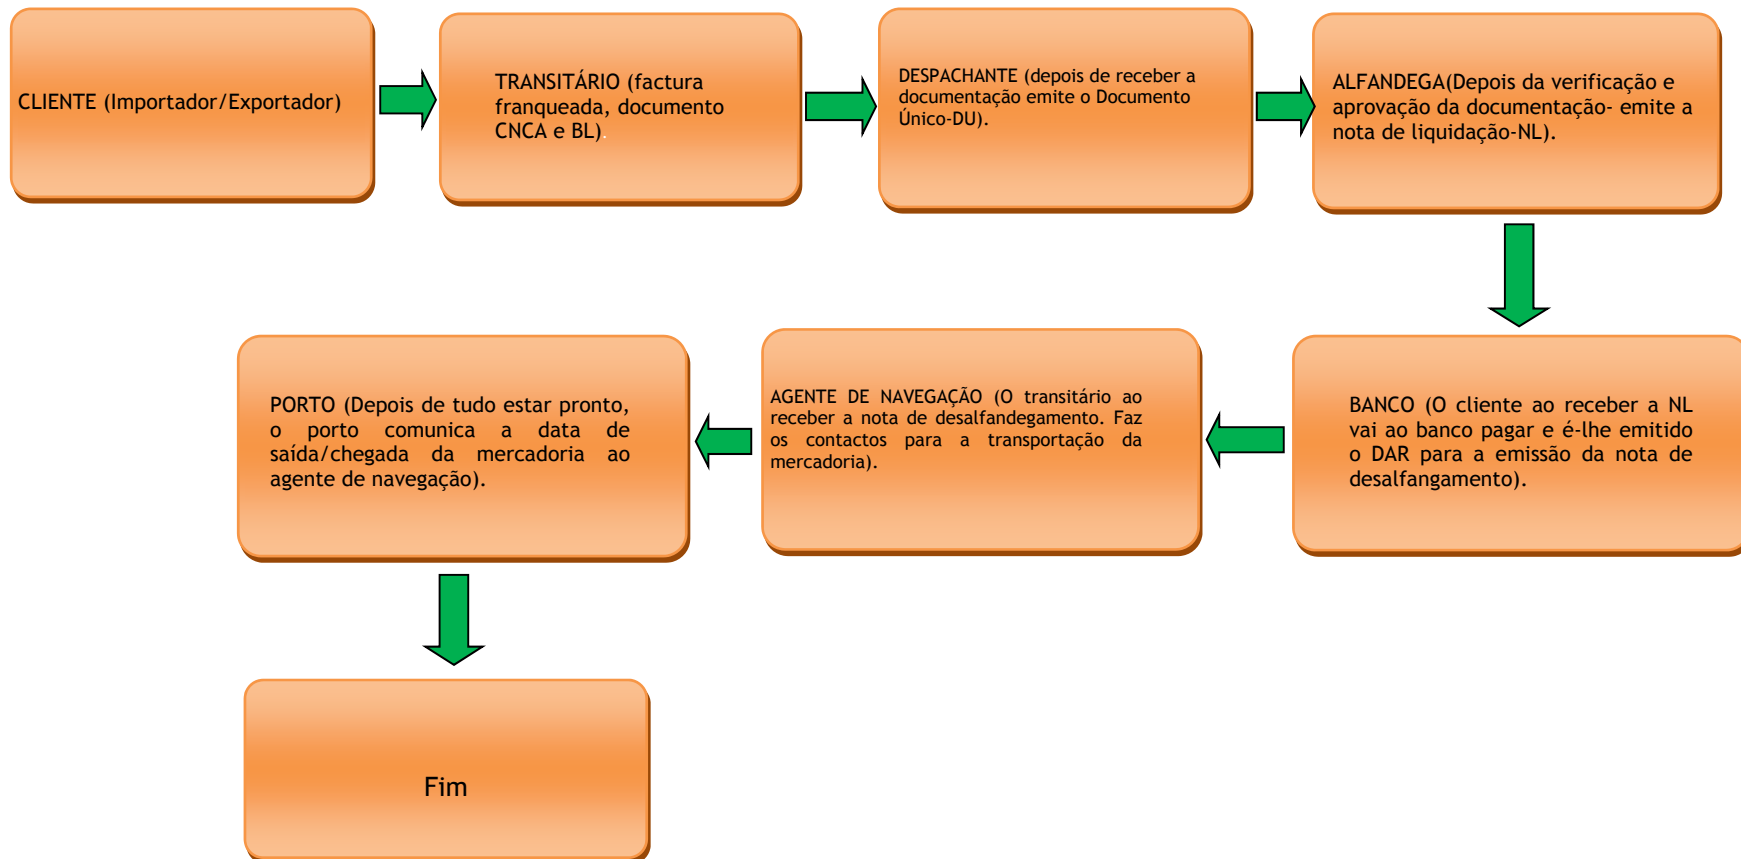 CLIENTE (Importador/Exportador)
TRANSITÁRIO (factura
franqueada, documento
CNCA e BL).
DESPACHANTE (depois de receber a
documentação emite o Documento
Único-DU).
ALFANDEGA(Depois da verificação e
aprovação da documentação- emite a
nota de liquidação-NL).
PORTO (Depois de tudo estar pronto,
o porto comunica a data de
saída/chegada da mercadoria ao
agente de navegação).
AGENTE DE NAVEGAÇÃO (O transitário ao
receber a nota de desalfandegamento. Faz
os contactos para a transportação da
mercadoria).
BANCO (O cliente ao receber a NL
vai ao banco pagar e é-lhe emitido
o DAR para a emissão da nota de
desalfangamento).
Fim